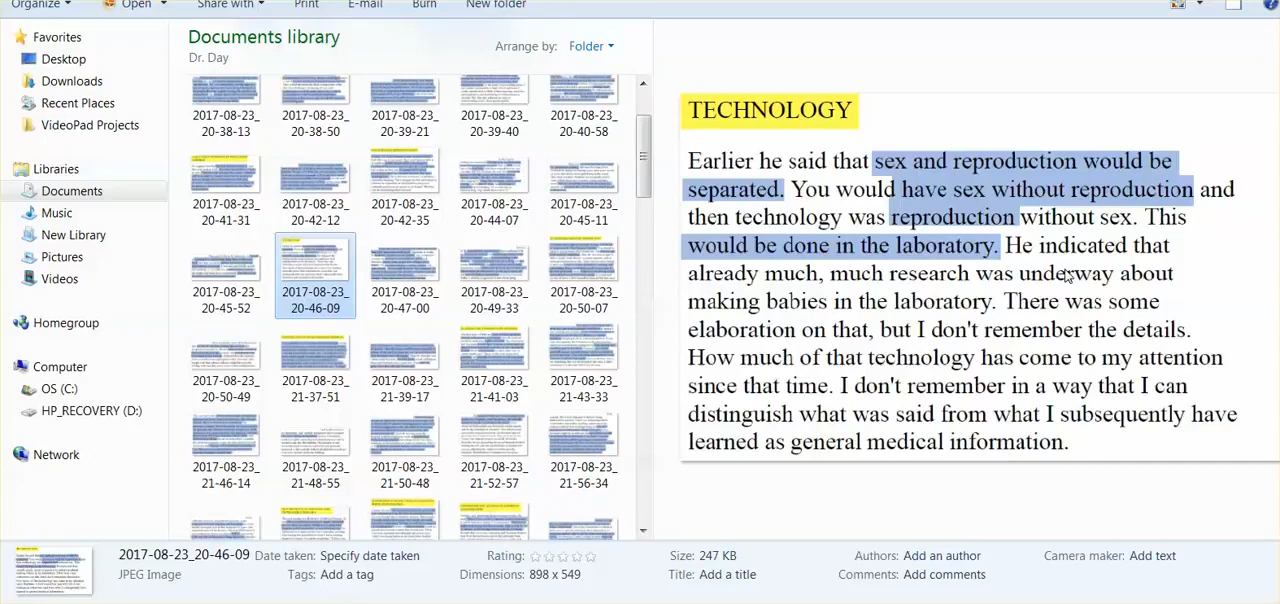 Organize
Open
Share with
Print
E-mail
Burn
New folder
Favorites
Desktop
Downloads
Recent Places
VideoPad Projects
Libraries
Documents
Music
New Library
Pictures
Videos
Homegroup
Computer
OS (C:)
HP_RECOVERY (D:)
Network
Documents library
Dr. Day
Arrange by: Folder
2017-08-23_ 2017-08-23_ 2017-08-23_ 2017-08-23_ 2017-08-23_
20-38-13 20-38-50 20-39-21 20-39-40 20-40-58
2017-08-23_ 2017-08-23_ 2017-08-23_ 2017-08-23_ 2017-08-23_
20-41-31 20-42-12 20-42-35 20-44-07 20-45-11
2017-08-23_ 2017-08-23_ 2017-08-23_ 2017-08-23_ 2017-08-23_
20-45-52 20-46-09 20-47-00 20-49-33 20-50-07
2017-08-23_ 2017-08-23_ 2017-08-23_ 2017-08-23_ 2017-08-23_
20-50-49 21-37-51 21-39-17 21-41-03 21-43-33
2017-08-23_ 2017-08-23_ 2017-08-23_ 2017-08-23_ 2017-08-23_
21-46-14 21-48-55 21-50-48 21-52-57 21-56-34
TECHNOLOGY
Earlier he said that sex and reproduction would be
separated. You would have sex without reproduction and
then technology was reproduction without sex. This
would be done in the laboratory. He indicated that
already much, much research was underway about
making babies in the laboratory. There was some
elaboration on that, but I don't remember the details.
How much of that technology has come to my attention
since that time. I don't remember in a way that I can
distinguish what was said from what I subsequently have
learned as general medical information.
2017-08-23_20-46-09 Date taken: Specify date taken Rating: Size: 247 KB Authors: Add an author Camera maker: Add text
JPEG Image Tags: Add a tag Dimensions: 898 x 549 Title: Add a title Comments: Add comments